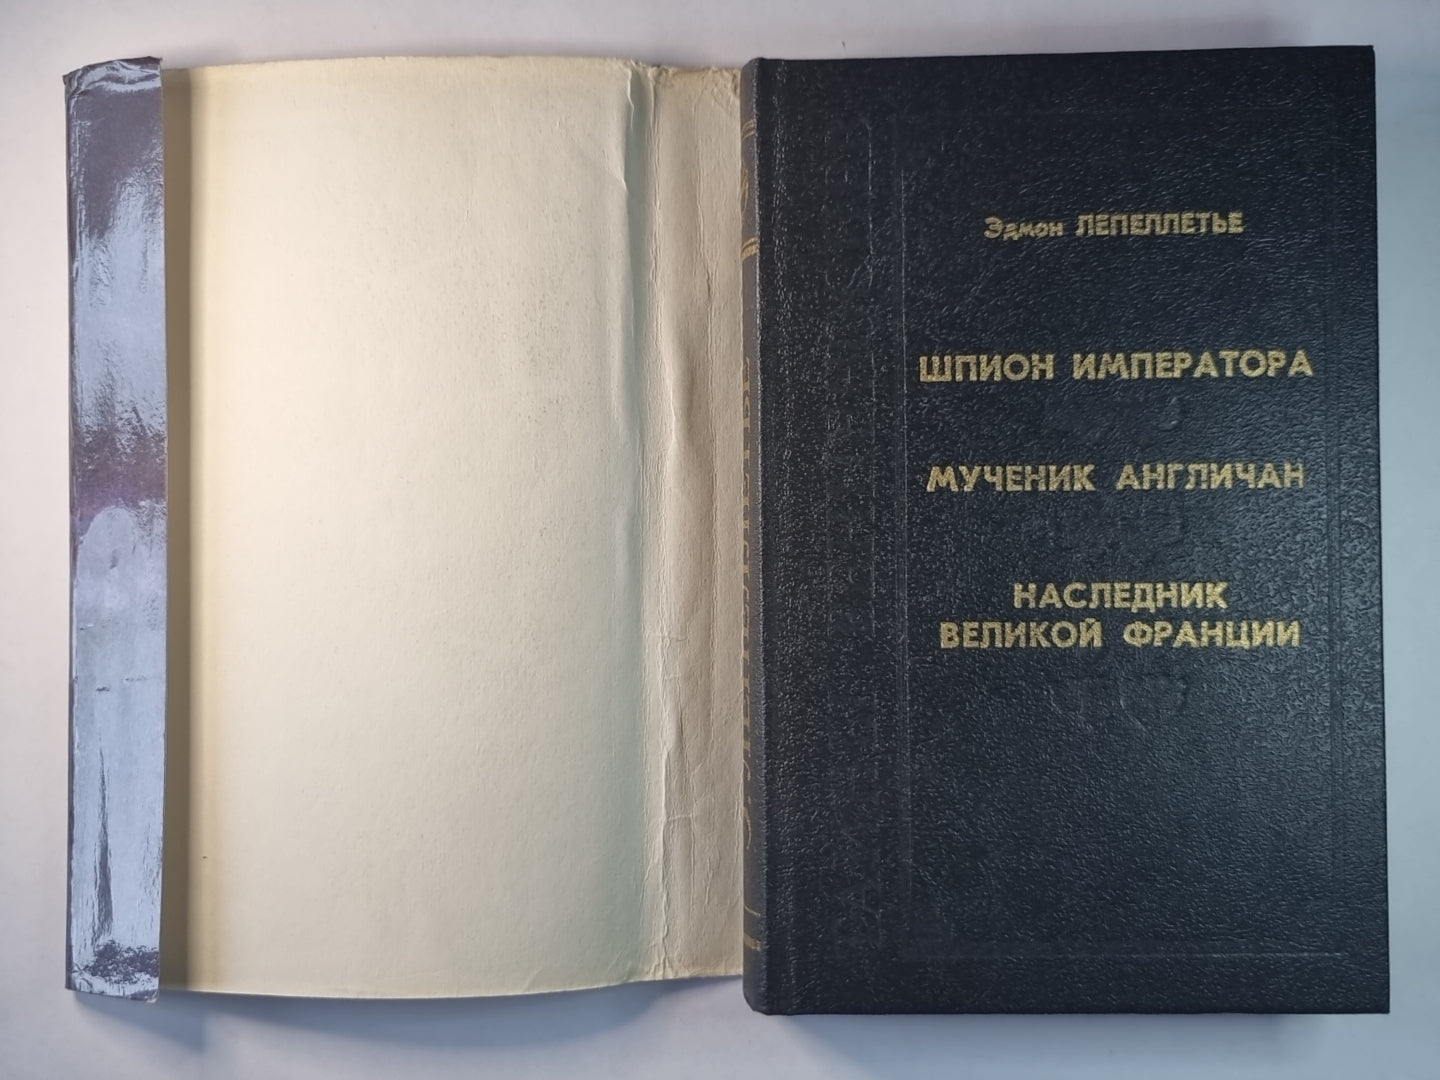 Эдмон ЛЕПЕЛЛЕТЬЕ
ШПИОН ИМПЕРАТОРА
МУЧЕНИК АНГЛИЧАН
НАСЛЕДНИК
ВЕЛИКОЙ ФРАНЦИИ